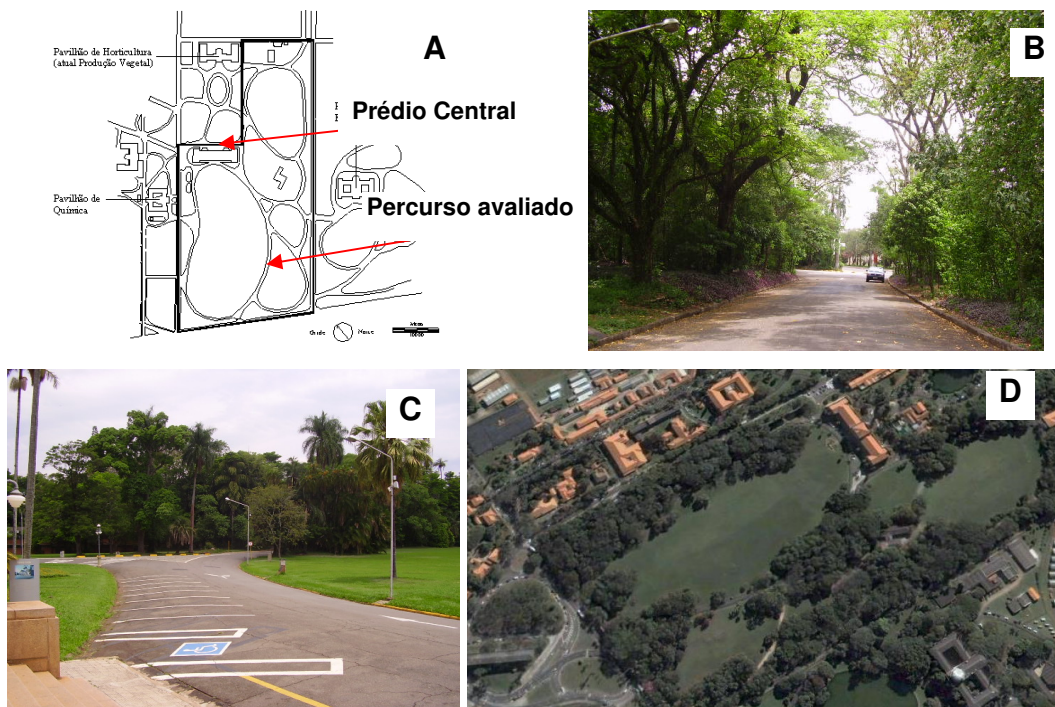 A
Pavilhão de Horticultura
(atual Produção Vegetal)
Prédio Central
Pavilhão de
Química
Percurso avaliado
B
C
D